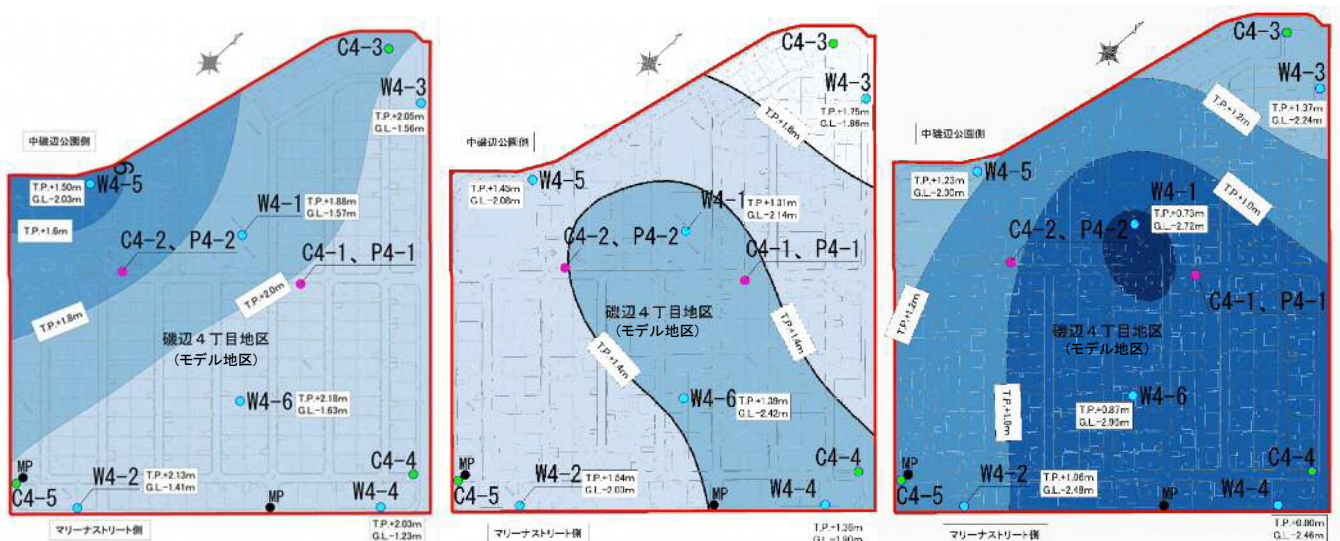 C4-3
W4-3
T.P.+2.05m
G.L.-1.56m
中磯辺公園側
T.P.+1.50m
G.L.-2.03m
W4-5
T.P.+1.6m
W4-1
T.P.+1.88m
G.L.-1.57m
C4-2、P4-2
C4-1、P4-1
T.P.+2.0m
T.P.+1.8m
磯辺４丁目地区
(モデル地区)
W4-6
T.P.+2.18m
G.L.-1.63m
MP
C4-5
W4-2
T.P.+2.13m
G.L.-1.41m
MP
C4-4
W4-4
T.P.+2.03m
G.L.-1.23m
マリーナストリート側
C4-3
W4-3
T.P.+1.75m
T.P.+1.6m
中磯辺公園側
T.P.+1.45m
G.L.-2.08m
W4-5
W4-1
T.P.+1.31m
G.L.-2.14m
C4-2、P4-2
C4-1、P4-1
磯辺４丁目地区
(モデル地区)
T.P.+1.4m
T.P.+1.4m
W4-6
T.P.+1.39m
G.L.-2.42m
MP
C4-5
W4-2
T.P.+1.54m
G.L.-2.00m
MP
C4-4
W4-4
T.P.+1.36m
G.L.-1.90m
マリーナストリート側
C4-3
W4-3
T.P.+1.37m
G.L.-2.24m
T.P.+1.2m
中磯辺公園側
T.P.+1.23m
G.L.-2.30m
W4-5
W4-1
T.P.+0.73m
G.L.-2.72m
T.P.+1.0m
C4-2、P4-2
C4-1、P4-1
T.P.+1.2m
磯辺４丁目地区
(モデル地区)
T.P.+1.0m
W4-6
T.P.+0.87m
G.L.-2.95m
MP
C4-5
W4-2
T.P.+1.06m
G.L.-2.48m
MP
C4-4
W4-4
T.P.+0.80m
G.L.-2.46m
マリーナストリート側